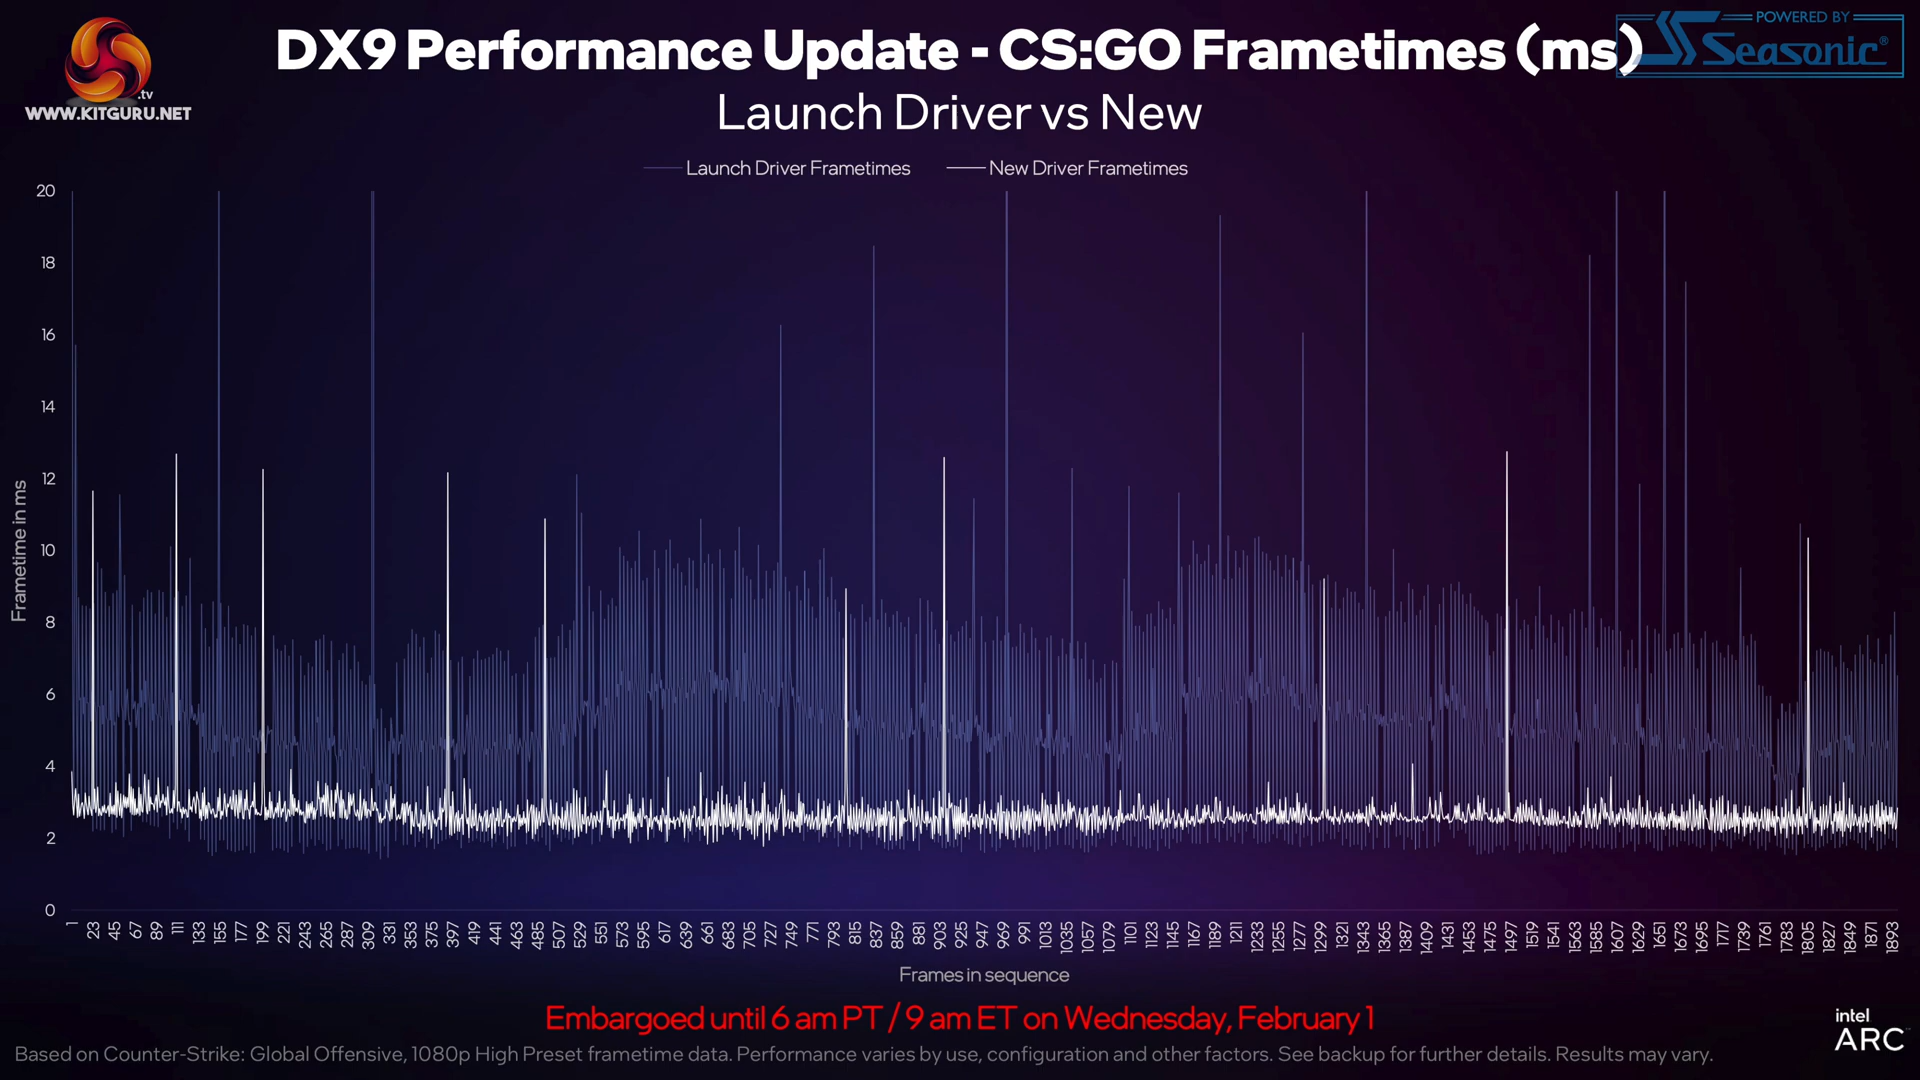 DX9 Performance Update - CS:GO Frametimes (ms)
POWERED BY
Seasonic®
.tv
WWW.KITGURU.NET
Launch Driver vs New
Launch Driver Frametimes New Driver Frametimes
20
18
16
14
12
10
8
6
4
2
0
Frametime in ms
1 23 45 67 89 111 133 155 177 199 221 243 265 287 309 331 353 375 397 419 441 463 485 507 529 551 573 595 617 639 661 683 705 727 749 771 793 815 837 859 881 903 925 947 969 991 1013 1035 1057 1079 1101 1123 1145 1167 1189 1211 1233 1255 1277 1299 1321 1343 1365 1387 1409 1431 1453 1475 1497 1519 1541 1563 1585 1607 1629 1651 1673 1695 1717 1739 1761 1783 1805 1827 1849 1871 1893
Frames in sequence
Embargoed until 6 am PT / 9 am ET on Wednesday, February 1
intel
ARC
Based on Counter-Strike: Global Offensive, 1080p High Preset frametime data. Performance varies by use, configuration and other factors. See backup for further details. Results may vary.